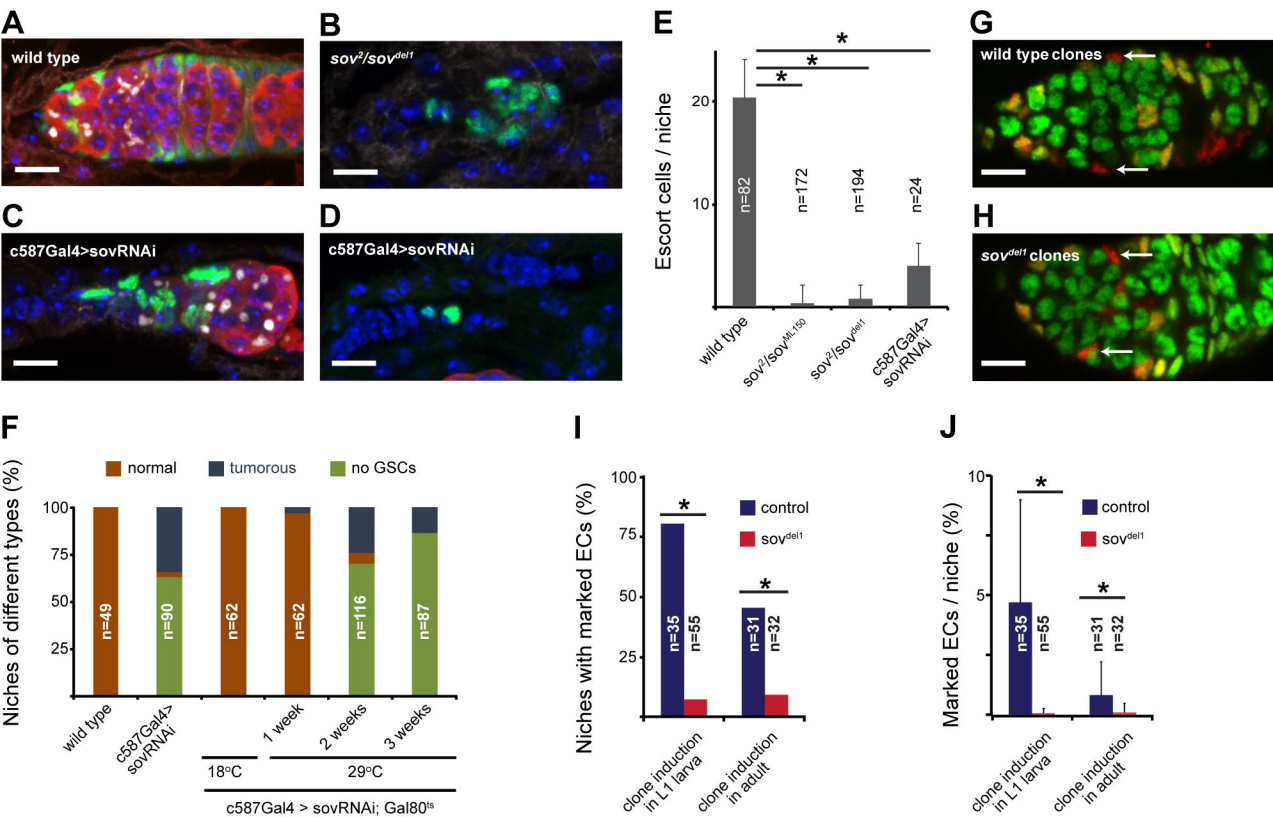 A
wild type
B
sov²/sovᵈᵉˡ¹
C
c587Gal4>sovRNAi
D
c587Gal4>sovRNAi
E
Escort cells / niche
20
10
*
*
*
n=82
n=172
n=194
n=24
wild type
sov²/sovᴹᴸ¹⁵⁰
sov²/sovᵈᵉˡ¹
c587Gal4>
sovRNAi
G
wild type clones
H
sovᵈᵉˡ¹ clones
F
normal
tumorous
no GSCs
Niches of different types (%)
100
75
50
25
n=49
n=90
n=62
n=62
n=116
n=87
wild type
c587Gal4>
sovRNAi
1 week
2 weeks
3 weeks
18°C
29°C
c587Gal4 > sovRNAi; Gal80ᵗˢ
I
Niches with marked ECs (%)
100
75
50
25
*
*
control
sovᵈᵉˡ¹
n=35
n=55
n=31
n=32
clone induction
in L1 larva
clone induction
in adult
J
Marked ECs / niche (%)
10
5
0
*
*
control
sovᵈᵉˡ¹
n=35
n=55
n=31
n=32
clone induction
in L1 larva
clone induction
in adult